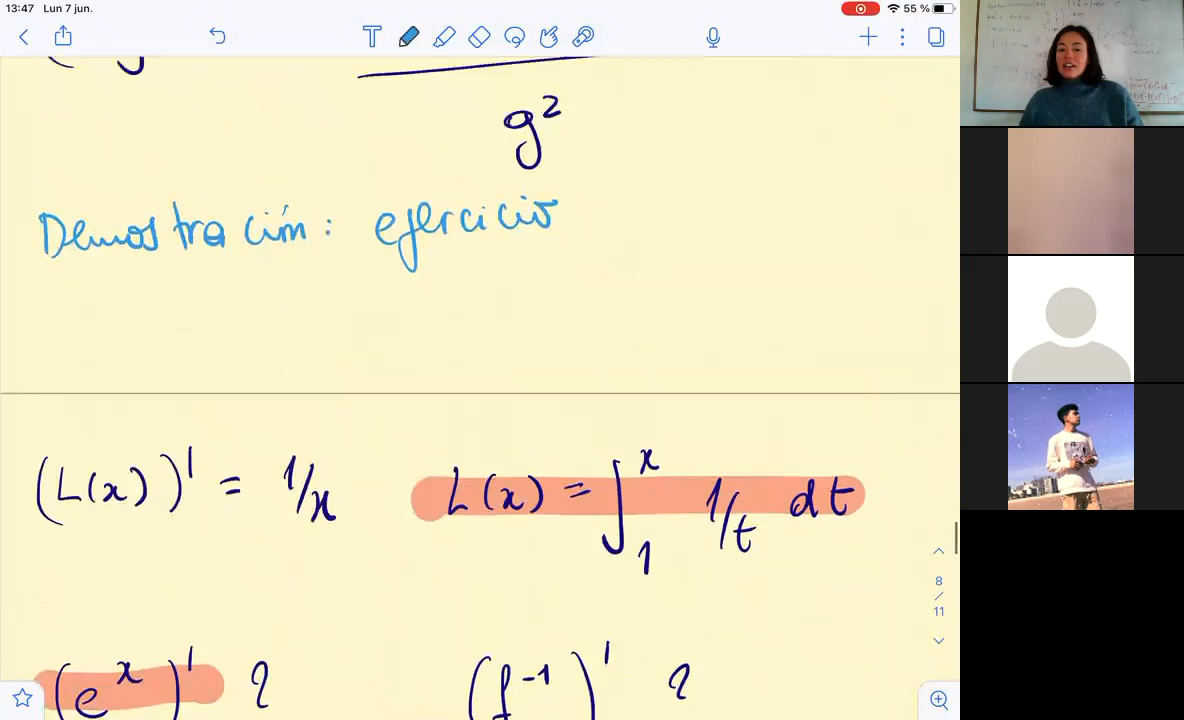 13:47 Lun 7 jun. 55 %
g²
Demostración: ejercicio
(L(x))' = 1/x L(x) = ∫₁ˣ 1/t dt
8
/
11
(eˣ)' ? (f⁻¹)' ?